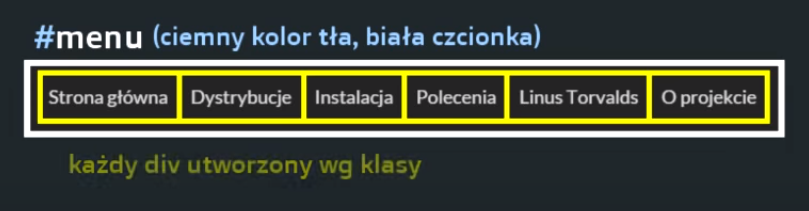 #menu (ciemny kolor tła, biała czcionka)
Strona główna Dystrybucje Instalacja Polecenia Linus Torvalds O projekcie
każdy div utworzony wg klasy